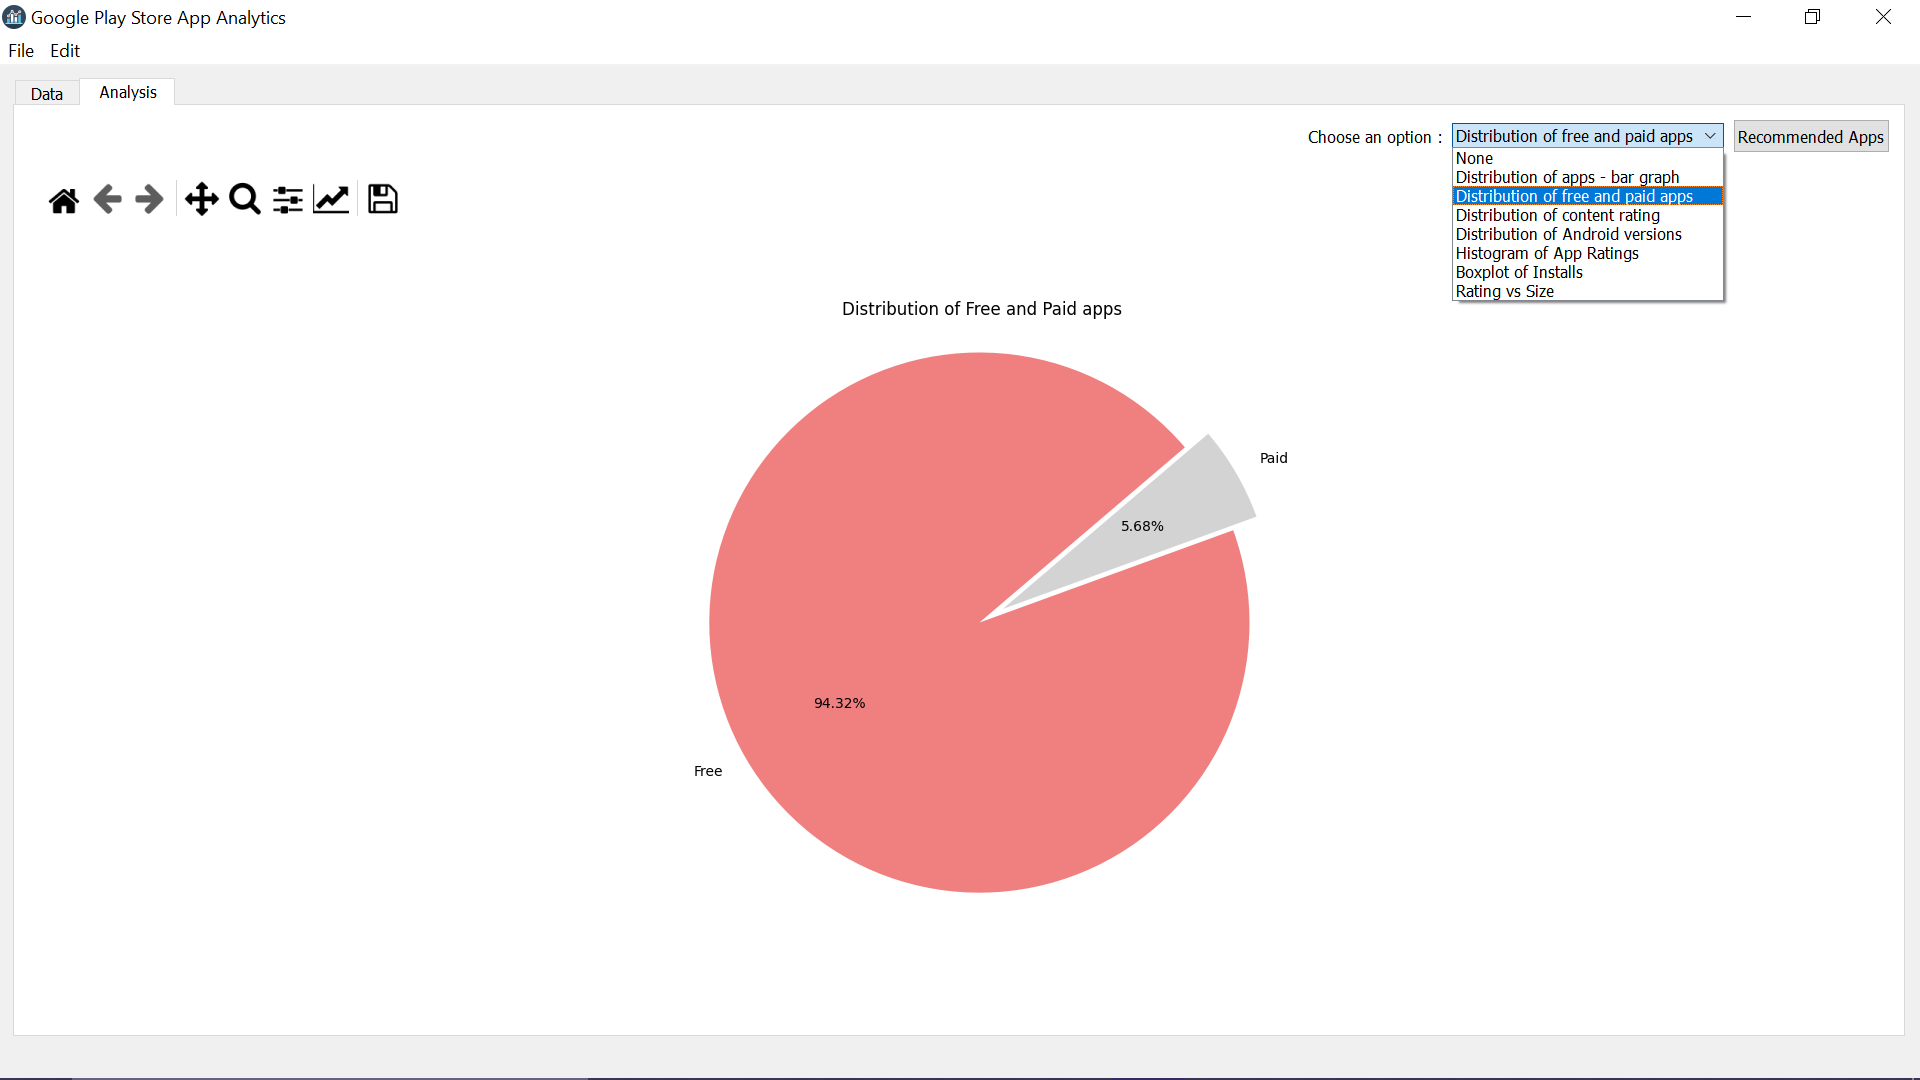 Google Play Store App Analytics
File Edit
Data Analysis
Choose an option : Distribution of free and paid apps Recommended Apps
None
Distribution of apps - bar graph
Distribution of free and paid apps
Distribution of content rating
Distribution of Android versions
Histogram of App Ratings
Boxplot of Installs
Rating vs Size
Distribution of Free and Paid apps
Paid
5.68%
94.32%
Free